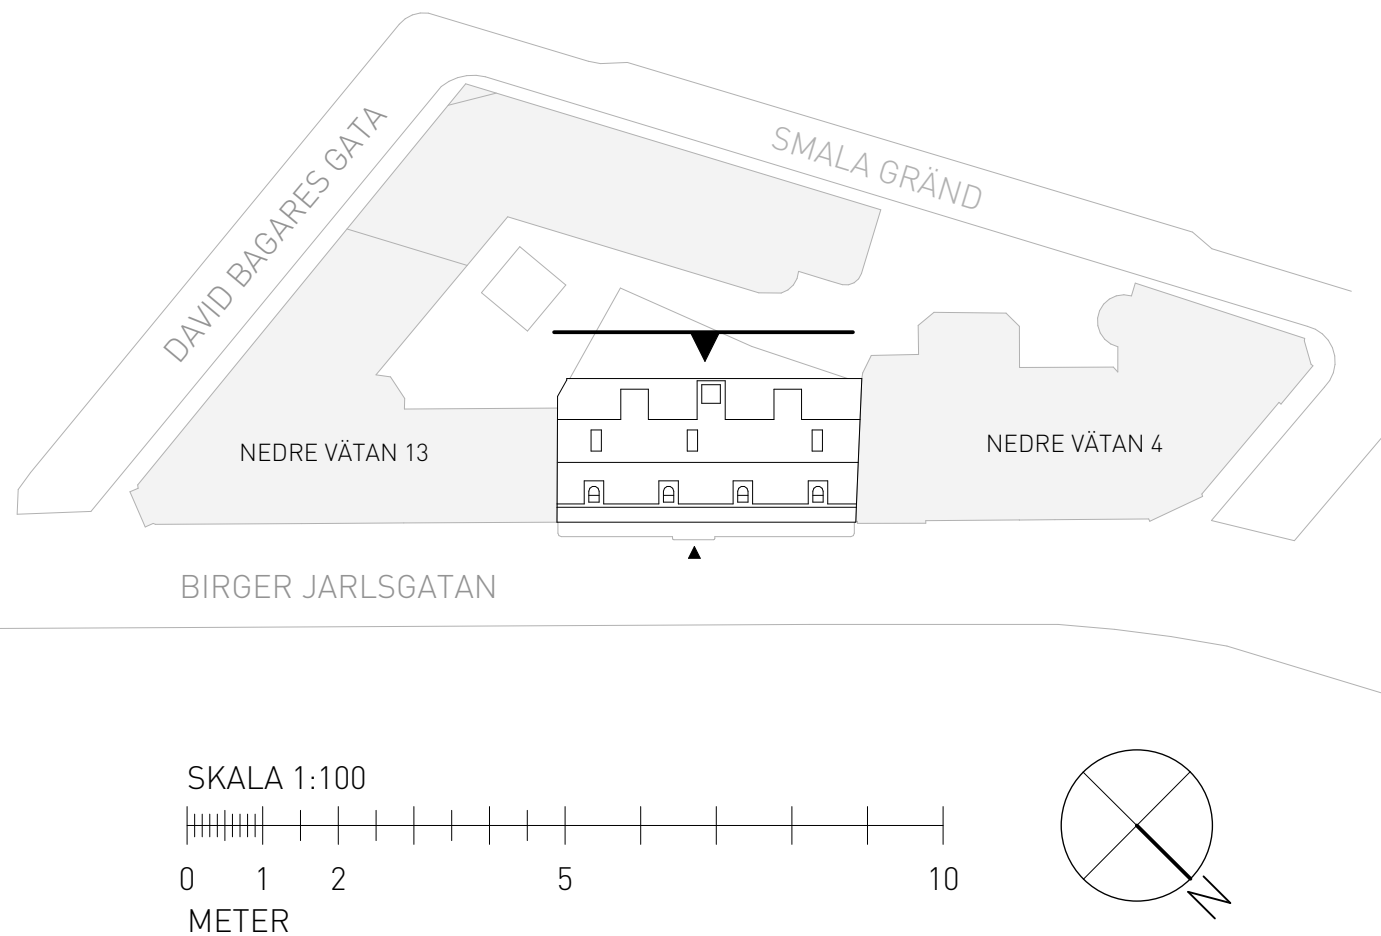 SMALA GRÄND
DAVID BAGARES GATA
NEDRE VÄTAN 13
NEDRE VÄTAN 4
BIRGER JARLSGATAN
SKALA 1:100
0 1 2 5 10
METER
N